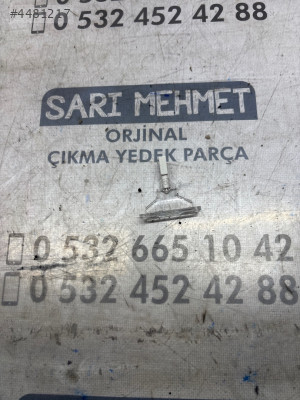 #4481217
0 532 452 42 88
SARI MEHMET
ORJİNAL
ÇIKMA YEDEK PARÇA
0 532 665 10 42
0 532 452 42 88